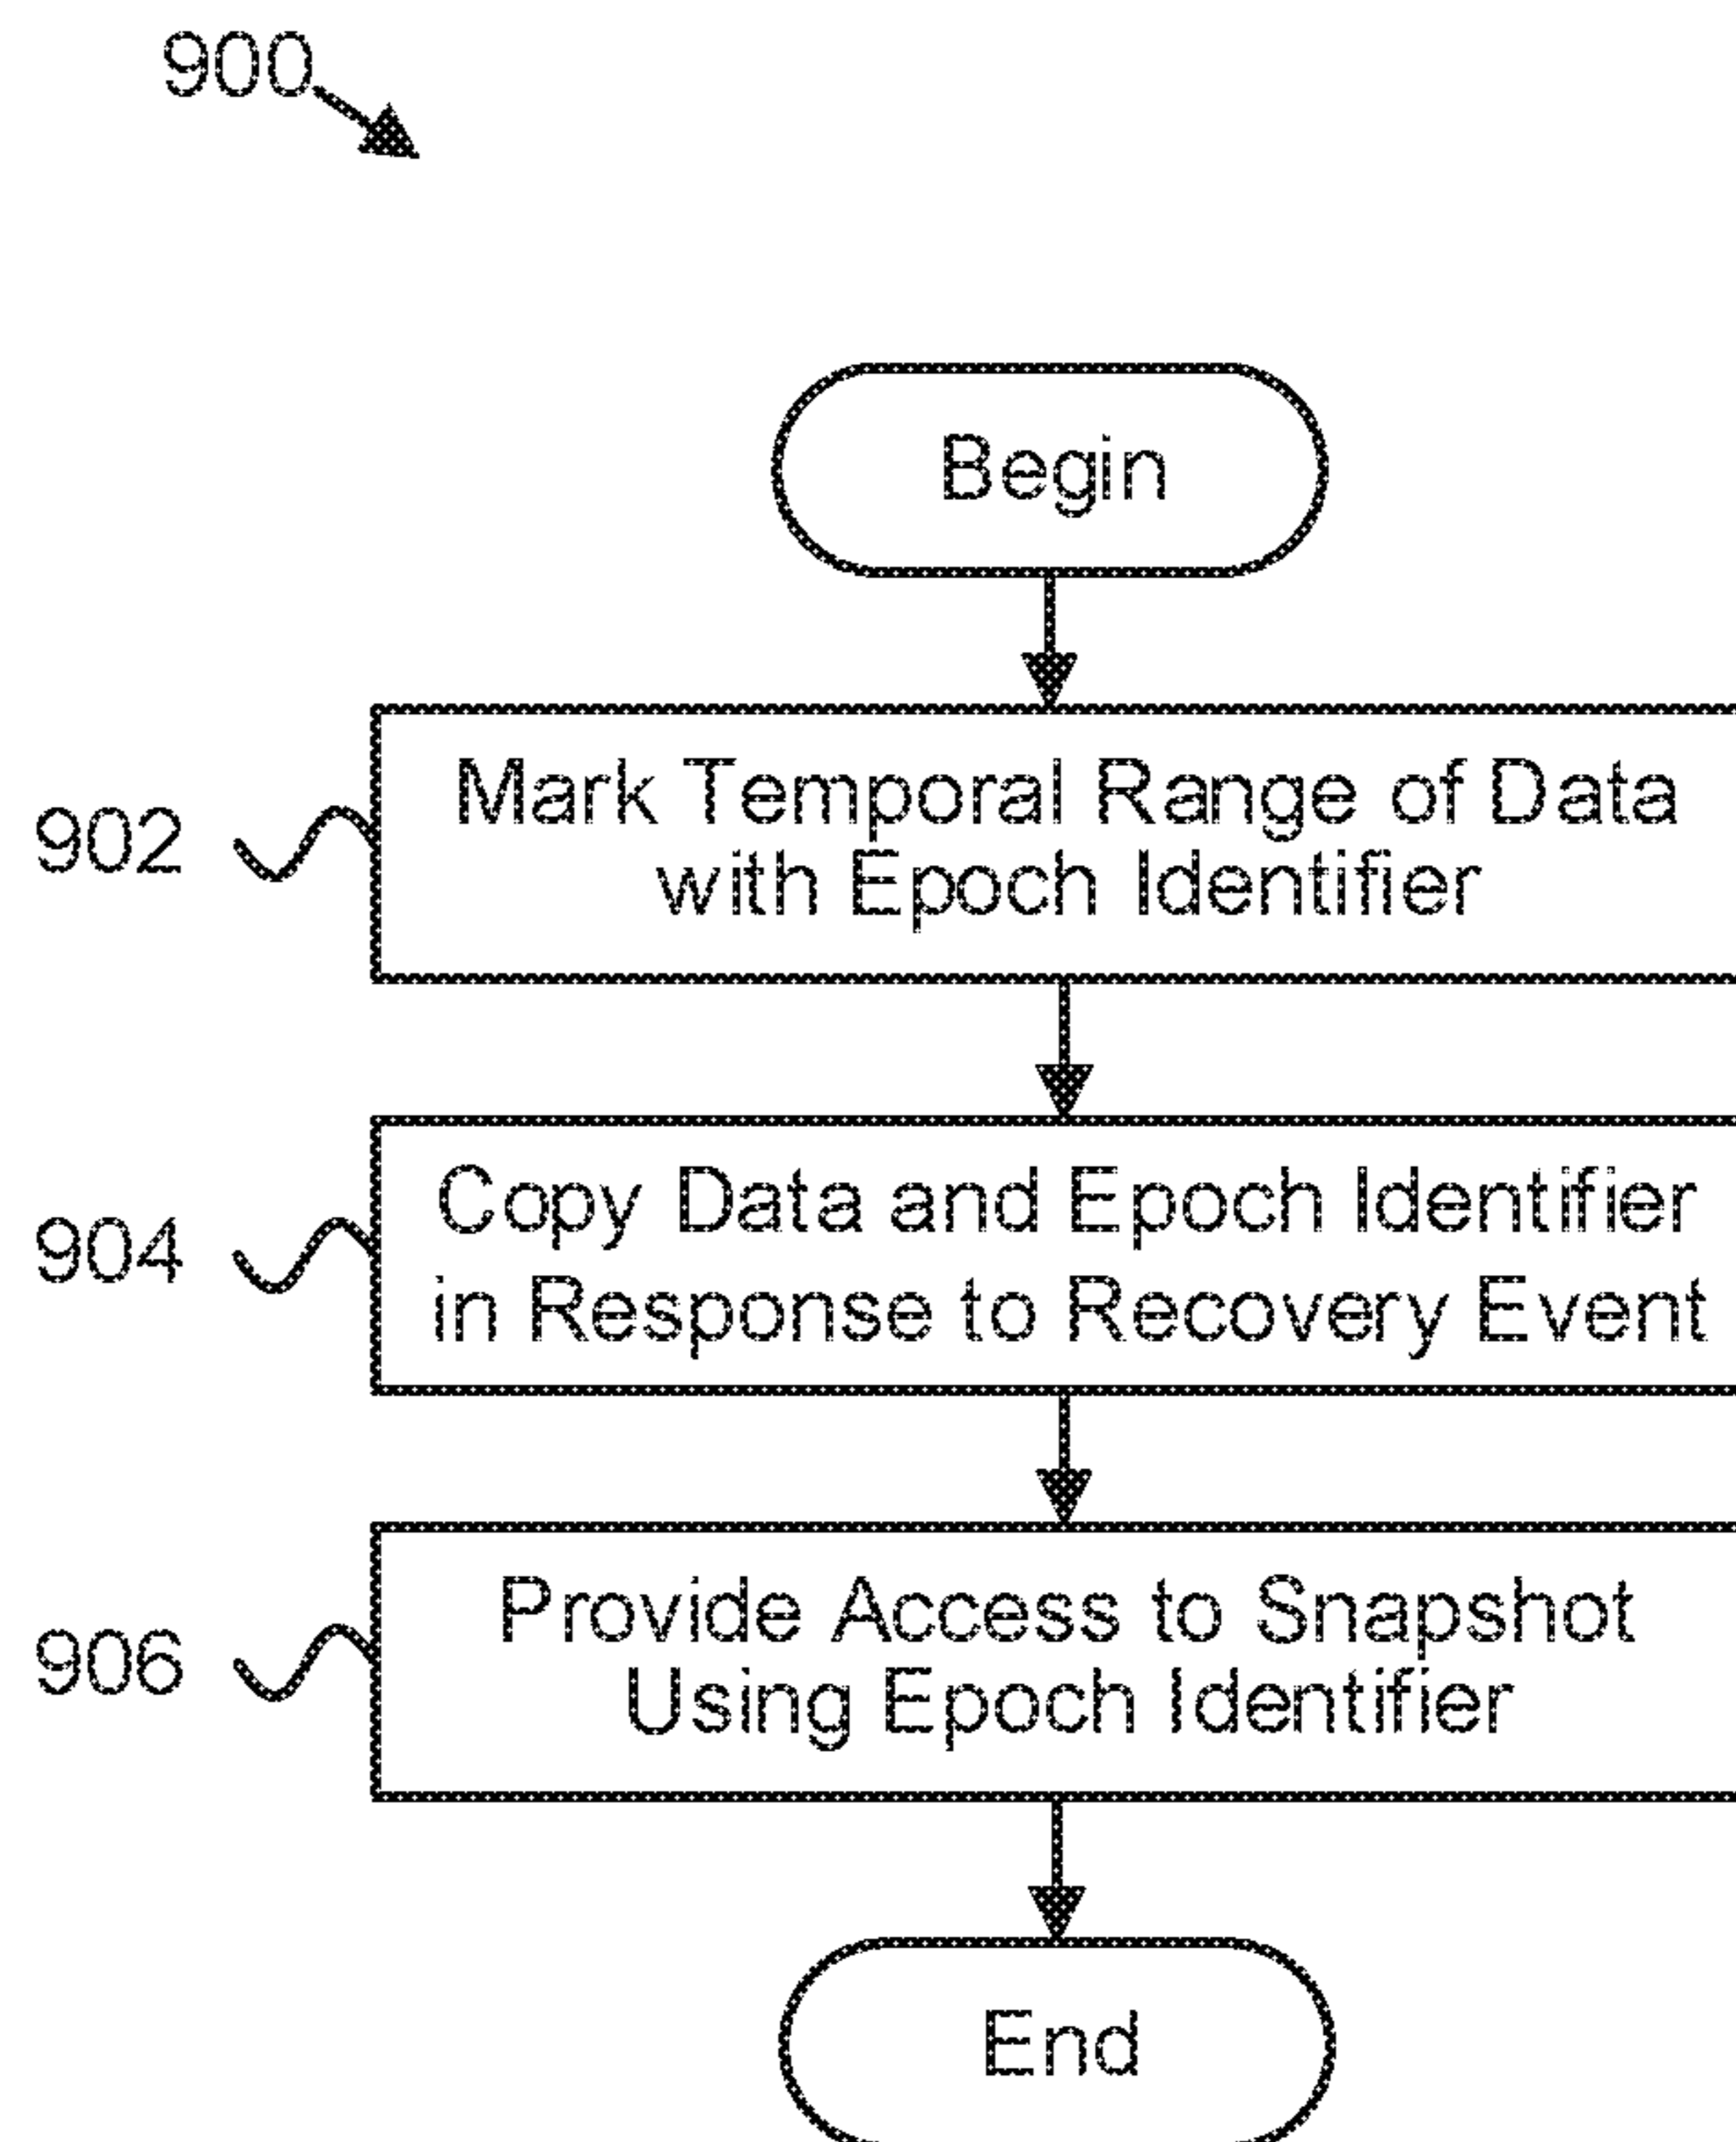 900
Begin
902
Mark Temporal Range of Data
with Epoch Identifier
904
Copy Data and Epoch Identifier
in Response to Recovery Event
906
Provide Access to Snapshot
Using Epoch Identifier
End